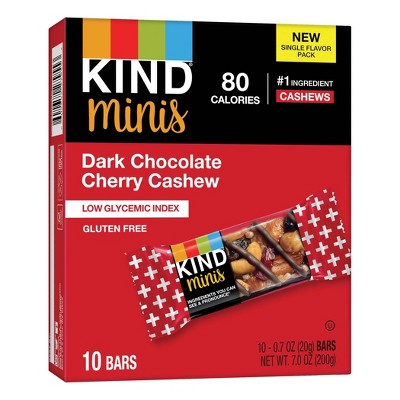 KIND®
minis
80
CALORIES
#1 INGREDIENT
CASHEWS
NEW
SINGLE FLAVOR
PACK
Dark Chocolate
Cherry Cashew
LOW GLYCEMIC INDEX
GLUTEN FREE
KIND
minis
INGREDIENTS YOU CAN
SEE & PRONOUNCE®
10 BARS
10 - 0.7 OZ (20g) BARS
NET WT. 7.0 OZ (200g)